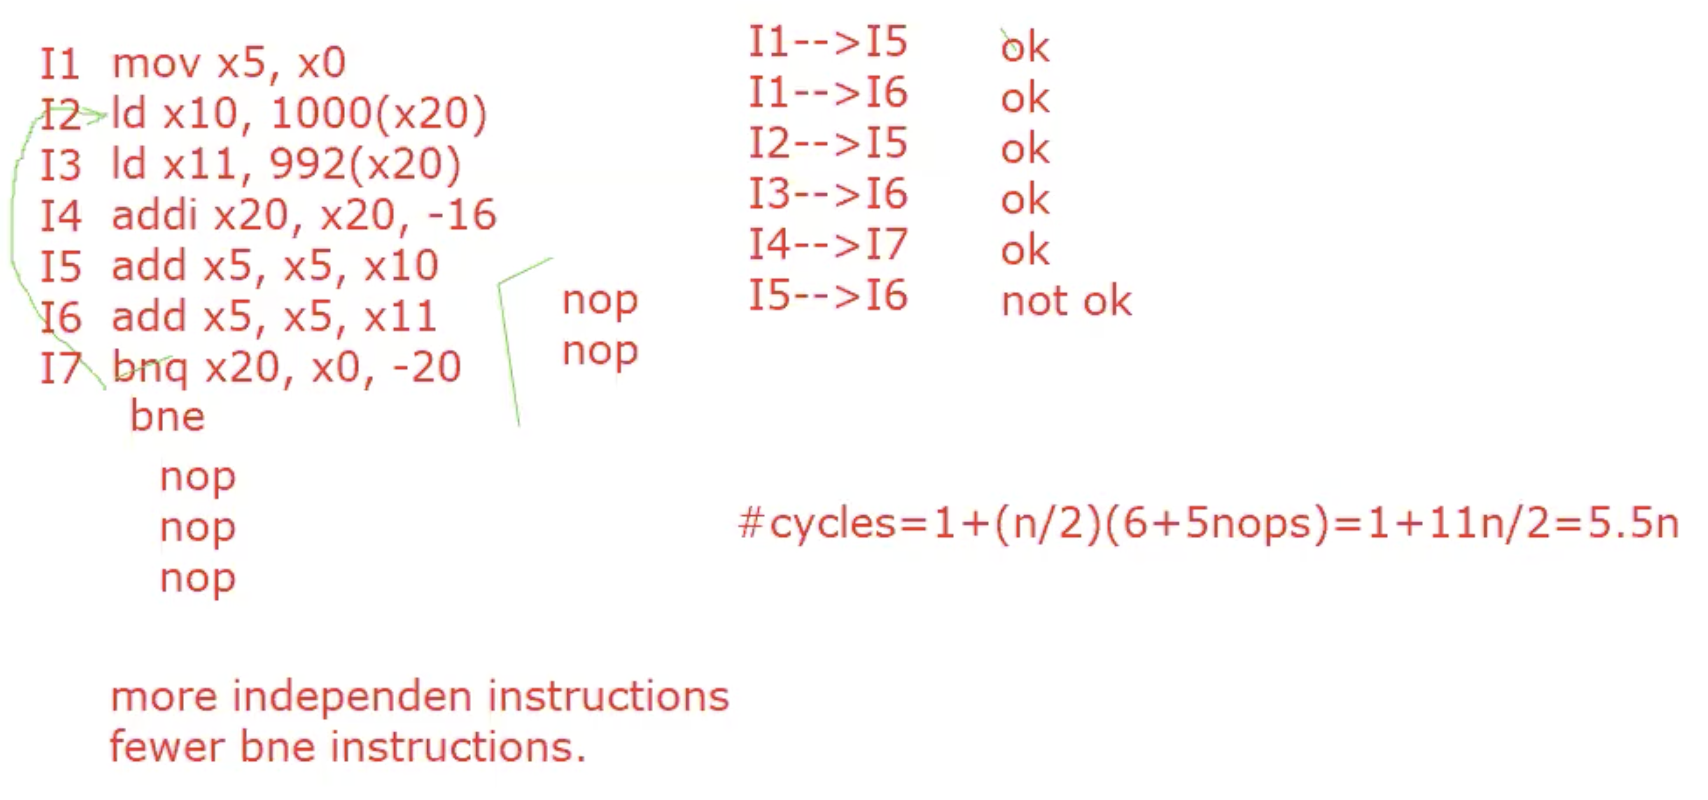 I1 mov x5, x0
I2 ld x10, 1000(x20)
I3 ld x11, 992(x20)
I4 addi x20, x20, -16
I5 add x5, x5, x10
I6 add x5, x5, x11
I7 bnq x20, x0, -20
bne
nop
nop
nop
nop
nop
I1-->I5 ok
I1-->I6 ok
I2-->I5 ok
I3-->I6 ok
I4-->I7 ok
I5-->I6 not ok
#cycles=1+(n/2)(6+5nops)=1+11n/2=5.5n
more independen instructions
fewer bne instructions.